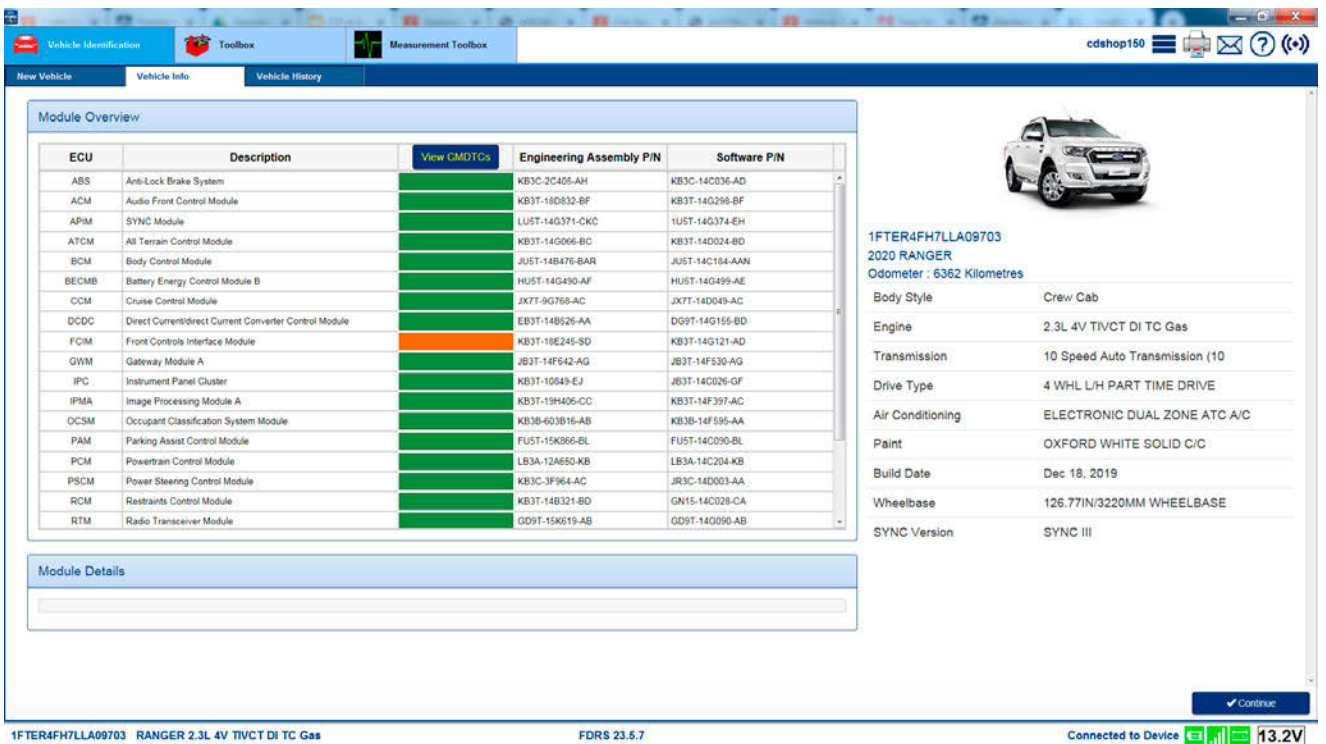 Vehicle Identification
Toolbox
Measurement Toolbox
cdshop150
New Vehicle
Vehicle Info
Vehicle History
Module Overview
ECU Description View CMDTCs Engineering Assembly P/N Software P/N
ABS Anti-Lock Brake System KB3C-2C405-AH KB3C-14C036-AD
ACM Audio Front Control Module KB3T-18D832-BF KB3T-14G298-BF
APIM SYNC Module LU5T-14G371-CKC 1U5T-14G374-EH
ATCM All Terrain Control Module KB3T-14G066-BC KB3T-14D024-BD
BCM Body Control Module JU5T-14B476-BAR JU5T-14C184-AAN
BECMB Battery Energy Control Module B HU5T-14G490-AF HU5T-14G499-AE
CCM Cruise Control Module JX7T-9G768-AC JX7T-14D049-AC
DCDC Direct Current/direct Current Converter Control Module EB3T-14B526-AA DG9T-14G155-BD
FCIM Front Controls Interface Module KB3T-18E245-SD KB3T-14G121-AD
GWM Gateway Module A JB3T-14F642-AG JB3T-14F530-AG
IPC Instrument Panel Cluster KB3T-10849-EJ JB3T-14C026-GF
IPMA Image Processing Module A KB3T-19H406-CC KB3T-14F397-AC
OCSM Occupant Classification System Module KB3B-603B16-AB KB3B-14F595-AA
PAM Parking Assist Control Module FU5T-15K866-BL FU5T-14C090-BL
PCM Powertrain Control Module LB3A-12A650-KB LB3A-14C204-KB
PSCM Power Steering Control Module KB3C-3F964-AC JR3C-14D003-AA
RCM Restraints Control Module KB3T-14B321-BD GN15-14C028-CA
RTM Radio Transceiver Module GD9T-15K619-AB GD9T-14G090-AB
Module Details
1FTER4FH7LLA09703
2020 RANGER
Odometer : 6362 Kilometres
Body Style Crew Cab
Engine 2.3L 4V TIVCT DI TC Gas
Transmission 10 Speed Auto Transmission (10
Drive Type 4 WHL L/H PART TIME DRIVE
Air Conditioning ELECTRONIC DUAL ZONE ATC A/C
Paint OXFORD WHITE SOLID C/C
Build Date Dec 18, 2019
Wheelbase 126.77IN/3220MM WHEELBASE
SYNC Version SYNC III
Continue
1FTER4FH7LLA09703 RANGER 2.3L 4V TIVCT DI TC Gas
FDRS 23.5.7
Connected to Device
13.2V